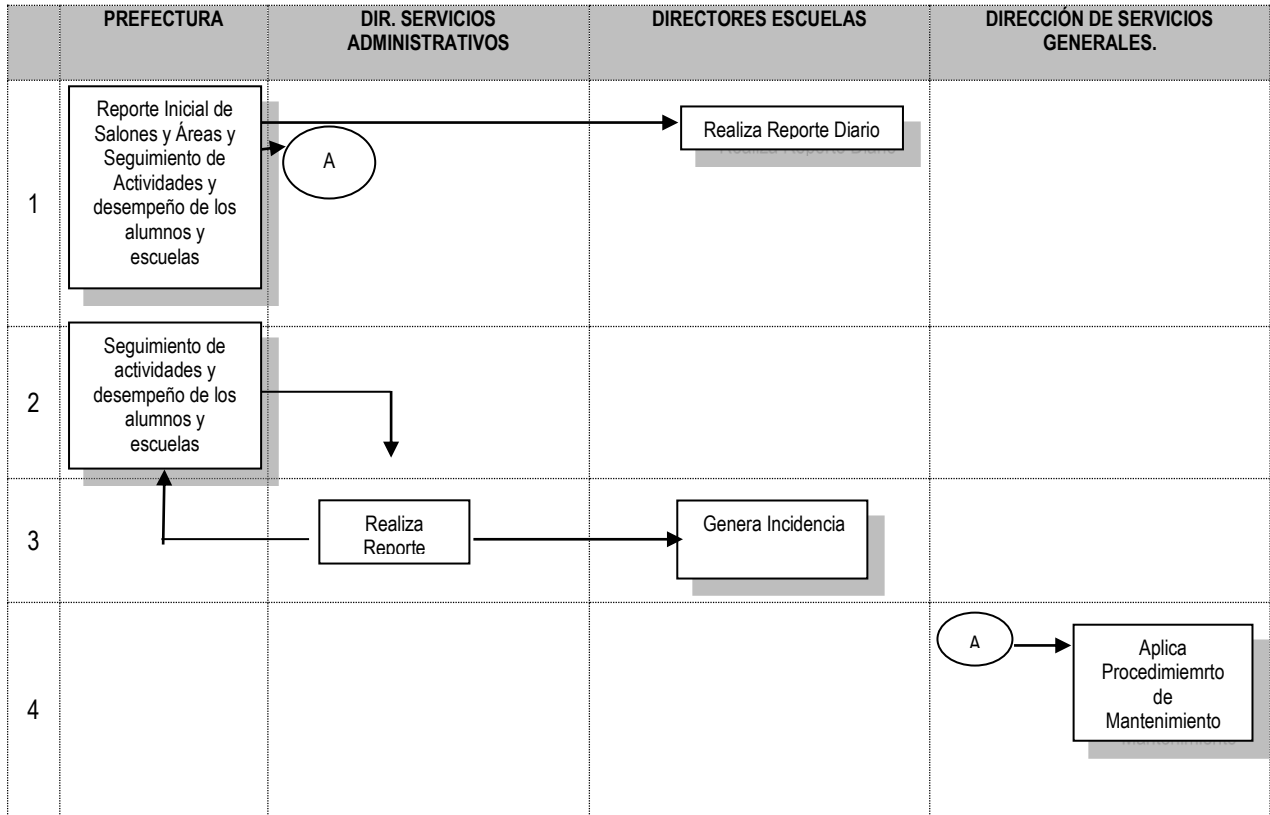 PREFECTURA
DIR. SERVICIOS
ADMINISTRATIVOS
DIRECTORES ESCUELAS
DIRECCIÓN DE SERVICIOS
GENERALES.
1
Reporte Inicial de
Salones y Áreas y
Seguimiento de
Actividades y
desempeño de los
alumnos y
escuelas
A
Realiza Reporte Diario
2
Seguimiento de
actividades y
desempeño de los
alumnos y
escuelas
3
Realiza
Reporte
Genera Incidencia
4
A
Aplica
Procedimiemrto
de
Mantenimiento